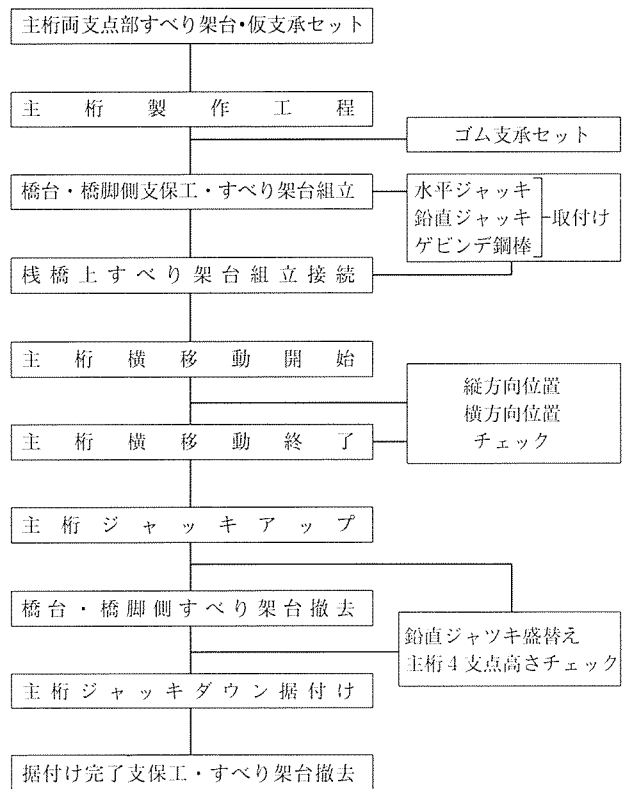 主桁両支点部すべり架台・仮支承セット
主桁製作工程
ゴム支承セット
橋台・橋脚側支保工・すべり架台組立
水平ジャッキ
鉛直ジャッキ
ゲビンデ鋼棒
取付け
桟橋上すべり架台組立接続
主桁横移動開始
縦方向位置
横方向位置
チェック
主桁横移動終了
主桁ジャッキアップ
橋台・橋脚側すべり架台撤去
鉛直ジャツキ盛替え
主桁4支点高さチェック
主桁ジャッキダウン据付け
据付け完了支保工・すべり架台撤去